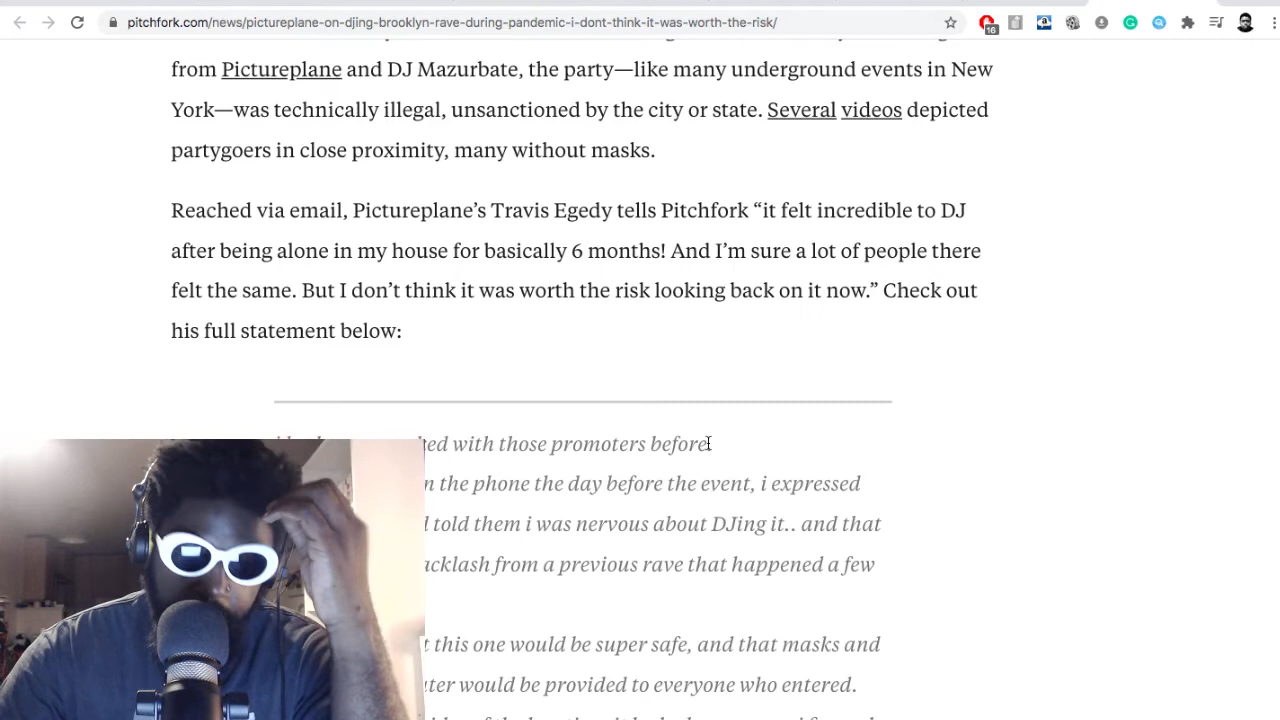 pitchfork.com/news/pictureplane-on-djing-brooklyn-rave-during-pandemic-i-dont-think-it-was-worth-the-risk/
16
from Pictureplane and DJ Mazurbate, the party—like many underground events in New
York—was technically illegal, unsanctioned by the city or state. Several videos depicted
partygoers in close proximity, many without masks.
Reached via email, Pictureplane’s Travis Egedy tells Pitchfork “it felt incredible to DJ
after being alone in my house for basically 6 months! And I’m sure a lot of people there
felt the same. But I don’t think it was worth the risk looking back on it now.” Check out
his full statement below:
with those promoters before
the phone the day before the event, i expressed
told them i was nervous about DJing it.. and that
from a previous rave that happened a few
this one would be super safe, and that masks and
would be provided to everyone who entered.